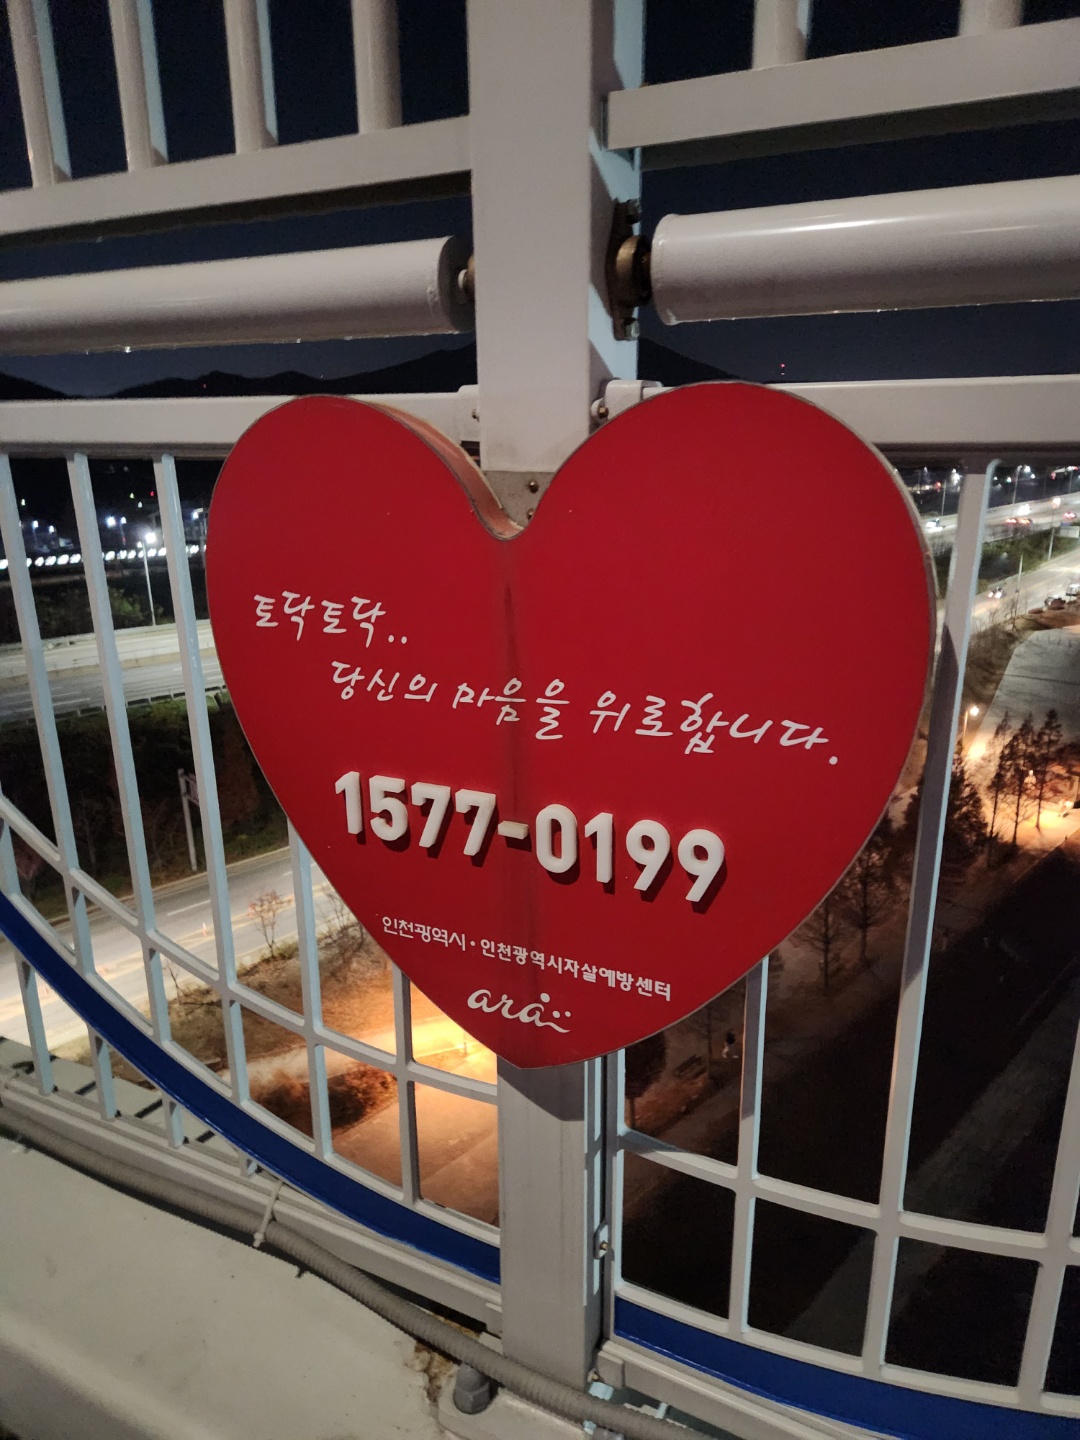 토닥토닥..
당신의 마음을 위로합니다.
1577-0199
인천광역시·인천광역시자살예방센터
ara